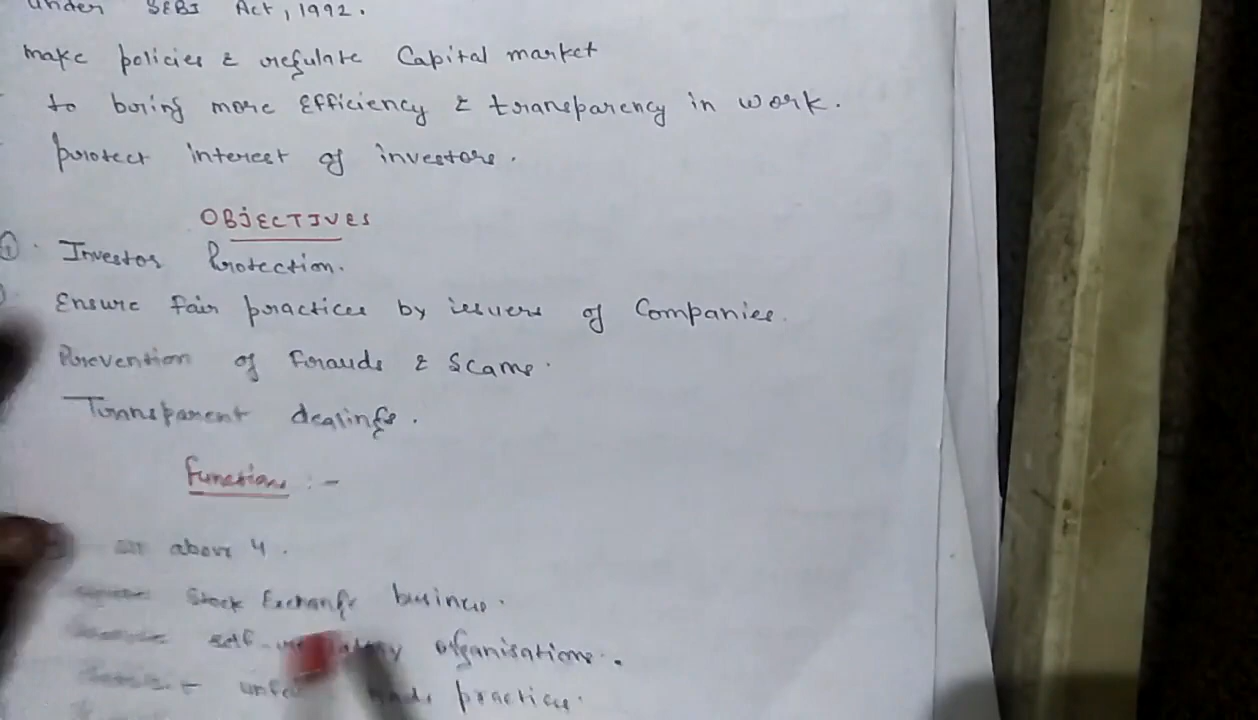 under SEBI Act, 1992.
make policies & regulate Capital market
to bring more Efficiency & transparency in work.
protect interest of investors.
OBJECTIVES
① Investor Protection.
Ensure fair practices by issuers of Companies.
Prevention of Frauds & Scams.
Transparent dealings.
Functions :-
above 4.
Stock Exchange business.
self organisations.
practices.